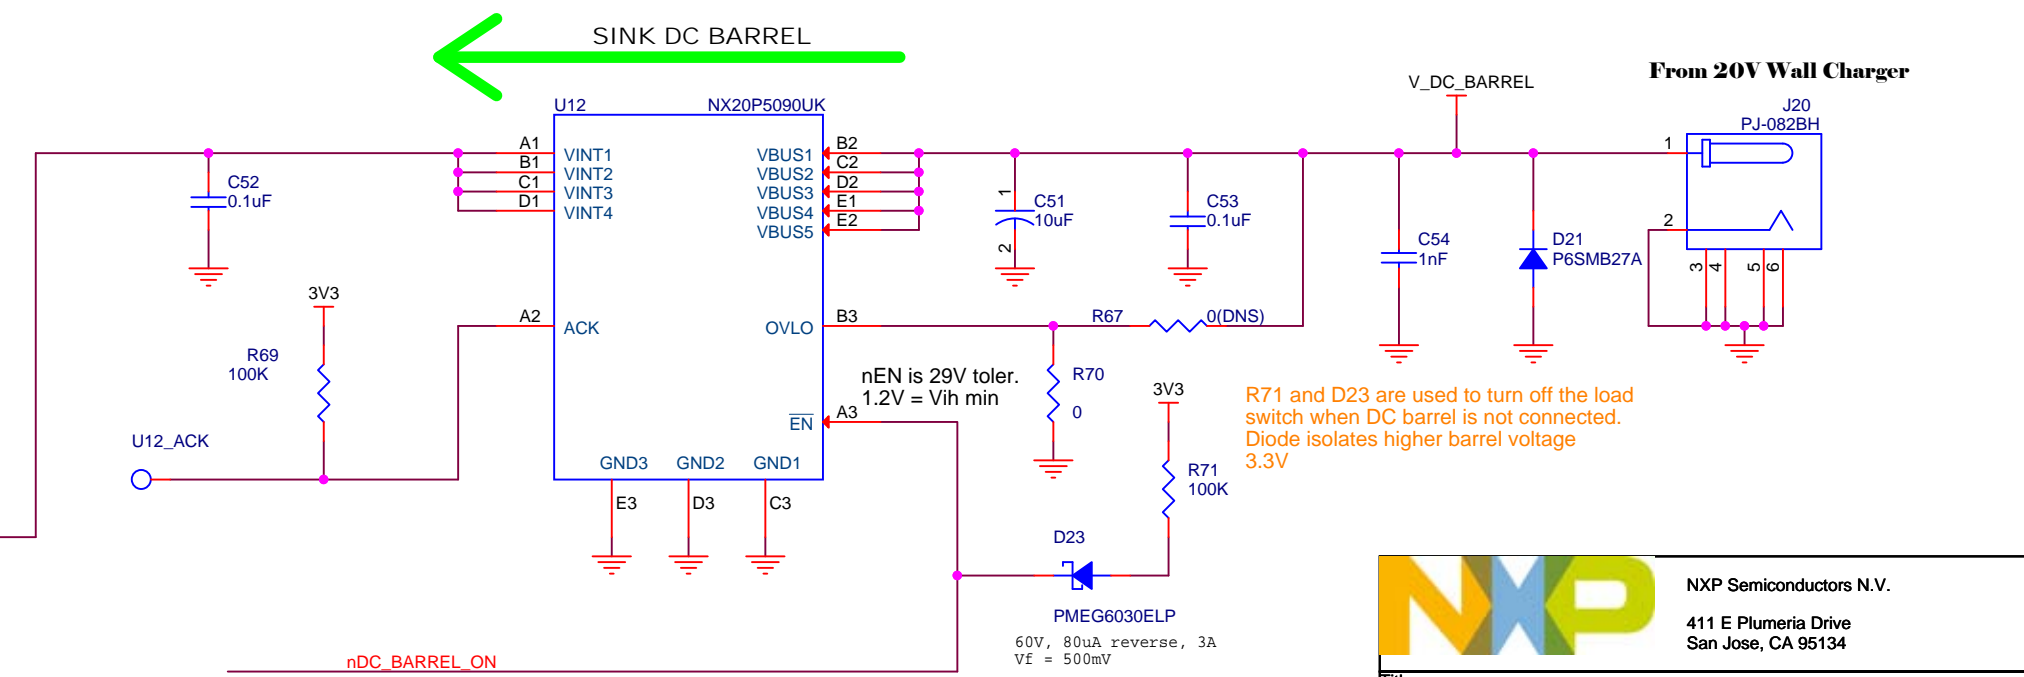 SINK DC BARREL
From 20V Wall Charger
V_DC_BARREL
U12
NX20P5090UK
J20
PJ-082BH
A1
B1
C1
D1
VINT1
VINT2
VINT3
VINT4
VBUS1
VBUS2
VBUS3
VBUS4
VBUS5
B2
C2
D2
E1
E2
1
2
3
4
5
6
C52
0.1uF
1
C51
10uF
2
C53
0.1uF
C54
1nF
D21
P6SMB27A
3V3
A2
ACK
OVLO
B3
R67
0(DNS)
R69
100K
nEN is 29V toler.
1.2V = Vih min
R70
0
3V3
R71 and D23 are used to turn off the load
switch when DC barrel is not connected.
Diode isolates higher barrel voltage
3.3V
EN
A3
U12_ACK
GND3
GND2
GND1
E3
D3
C3
R71
100K
D23
PMEG6030ELP
60V, 80uA reverse, 3A
Vf = 500mV
nDC_BARREL_ON
NXP
NXP Semiconductors N.V.
411 E Plumeria Drive
San Jose, CA 95134